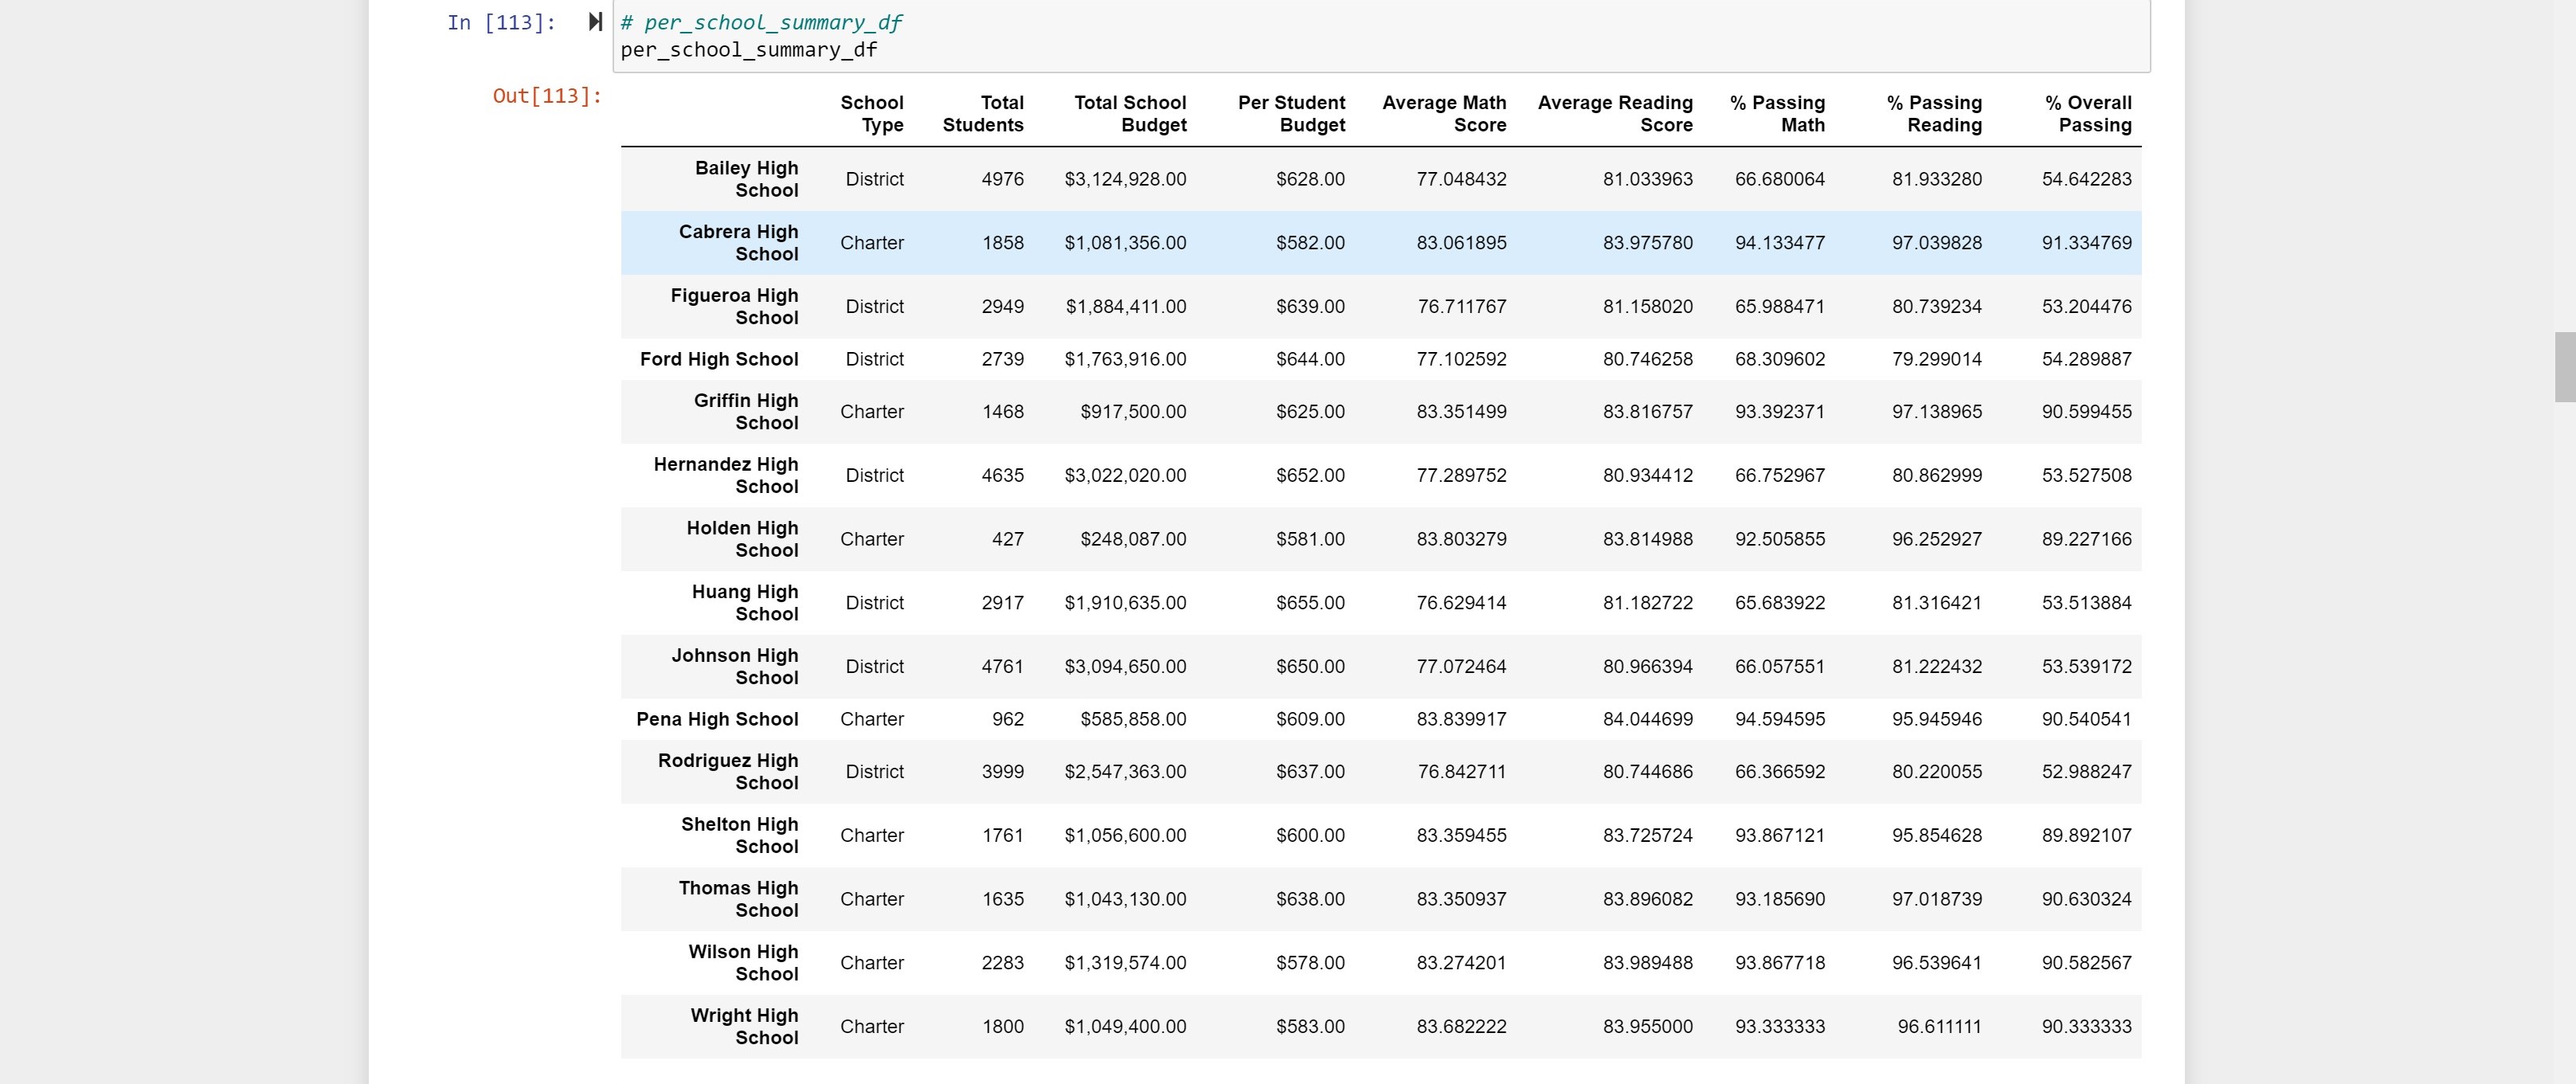 In [113]: # per_school_summary_df
per_school_summary_df
Out[113]:
School Type Total Students Total School Budget Per Student Budget Average Math Score Average Reading Score % Passing Math % Passing Reading % Overall Passing
Bailey High School District 4976 $3,124,928.00 $628.00 77.048432 81.033963 66.680064 81.933280 54.642283
Cabrera High School Charter 1858 $1,081,356.00 $582.00 83.061895 83.975780 94.133477 97.039828 91.334769
Figueroa High School District 2949 $1,884,411.00 $639.00 76.711767 81.158020 65.988471 80.739234 53.204476
Ford High School District 2739 $1,763,916.00 $644.00 77.102592 80.746258 68.309602 79.299014 54.289887
Griffin High School Charter 1468 $917,500.00 $625.00 83.351499 83.816757 93.392371 97.138965 90.599455
Hernandez High School District 4635 $3,022,020.00 $652.00 77.289752 80.934412 66.752967 80.862999 53.527508
Holden High School Charter 427 $248,087.00 $581.00 83.803279 83.814988 92.505855 96.252927 89.227166
Huang High School District 2917 $1,910,635.00 $655.00 76.629414 81.182722 65.683922 81.316421 53.513884
Johnson High School District 4761 $3,094,650.00 $650.00 77.072464 80.966394 66.057551 81.222432 53.539172
Pena High School Charter 962 $585,858.00 $609.00 83.839917 84.044699 94.594595 95.945946 90.540541
Rodriguez High School District 3999 $2,547,363.00 $637.00 76.842711 80.744686 66.366592 80.220055 52.988247
Shelton High School Charter 1761 $1,056,600.00 $600.00 83.359455 83.725724 93.867121 95.854628 89.892107
Thomas High School Charter 1635 $1,043,130.00 $638.00 83.350937 83.896082 93.185690 97.018739 90.630324
Wilson High School Charter 2283 $1,319,574.00 $578.00 83.274201 83.989488 93.867718 96.539641 90.582567
Wright High School Charter 1800 $1,049,400.00 $583.00 83.682222 83.955000 93.333333 96.611111 90.333333